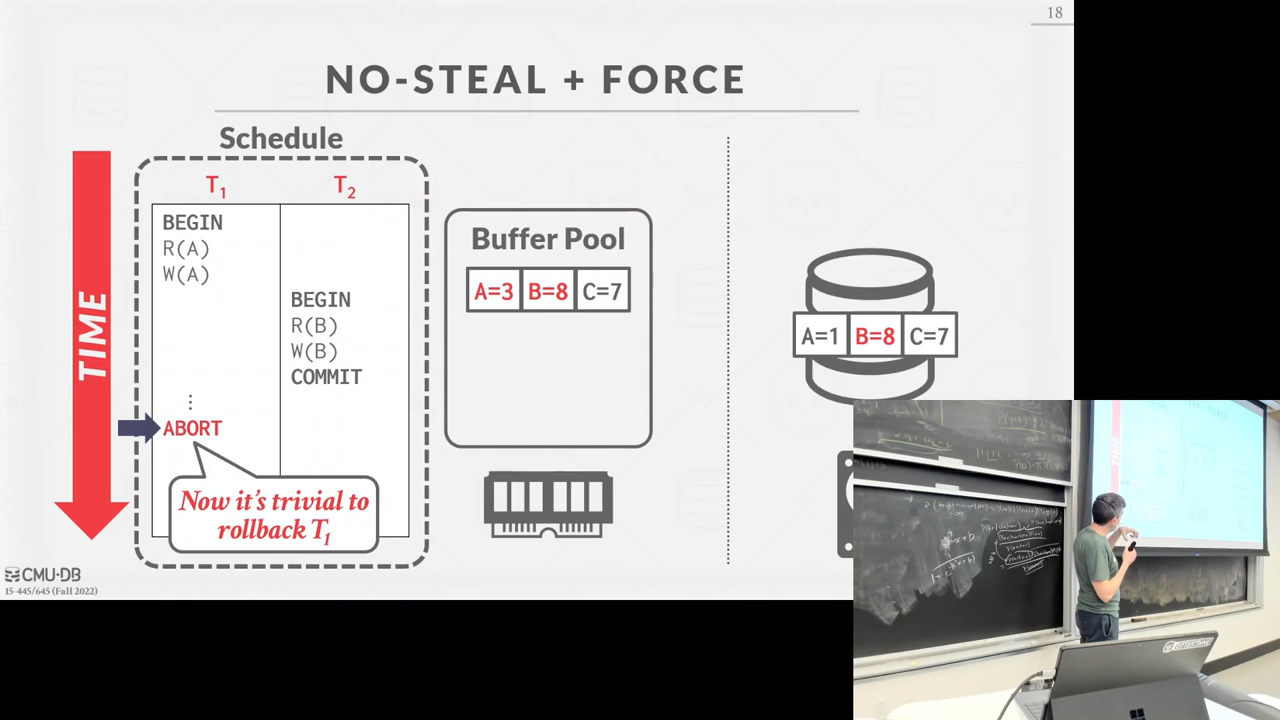 18
NO-STEAL + FORCE
Schedule
TIME
T1 T2
BEGIN
R(A)
W(A)
BEGIN
R(B)
W(B)
COMMIT
⋮
ABORT
Now it's trivial to
rollback T1
Buffer Pool
A=3 B=8 C=7
A=1 B=8 C=7
CMU·DB
15-445/645 (Fall 2022)
TIME